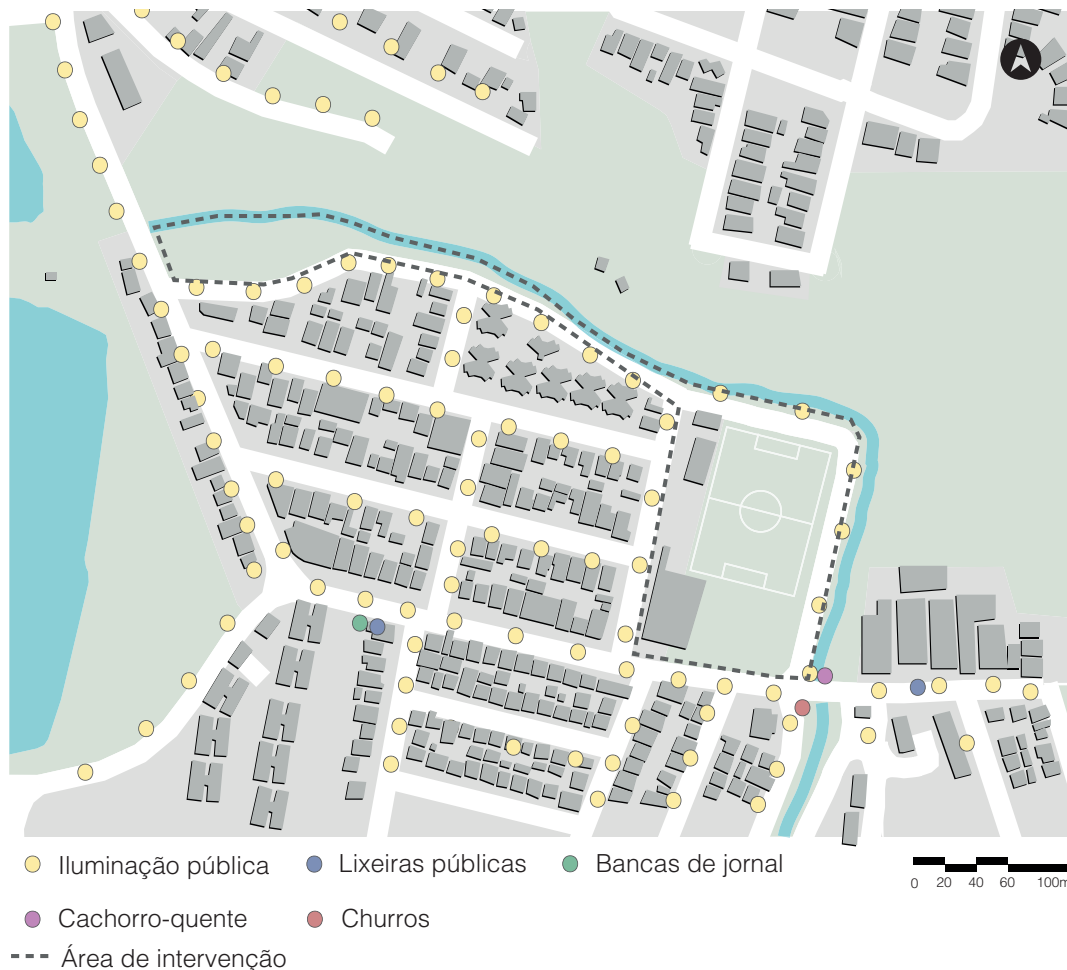 Iluminação pública
Lixeiras públicas
Bancas de jornal
0 20 40 60 100m
Cachorro-quente
Churros
Área de intervenção